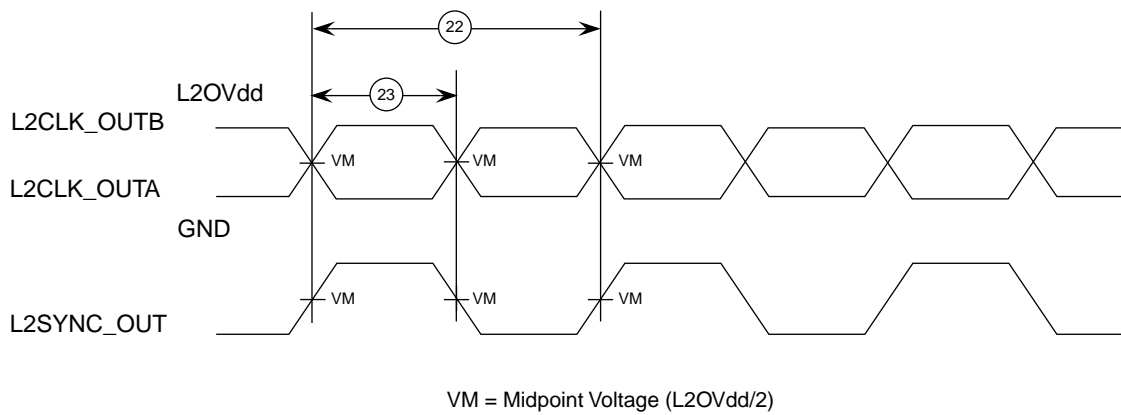 22
L2OVdd
23
L2CLK_OUTB
VM VM VM
L2CLK_OUTA
GND
VM VM VM
L2SYNC_OUT
VM = Midpoint Voltage (L2OVdd/2)